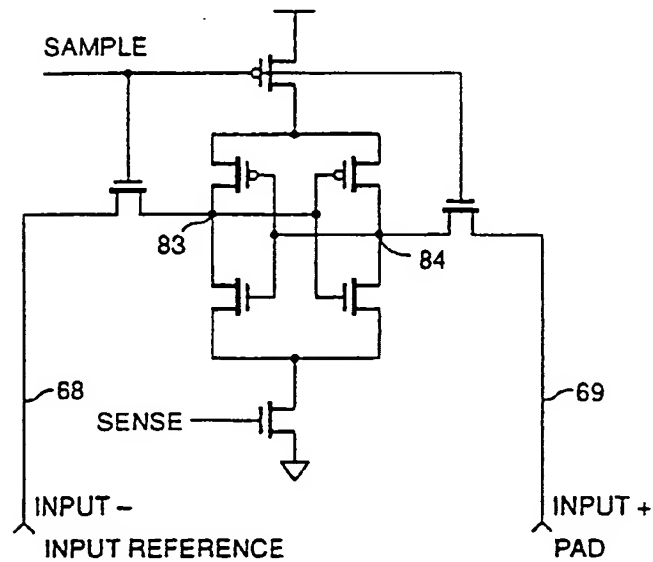 SAMPLE
83
84
68
69
SENSE
INPUT –
INPUT REFERENCE
INPUT +
PAD